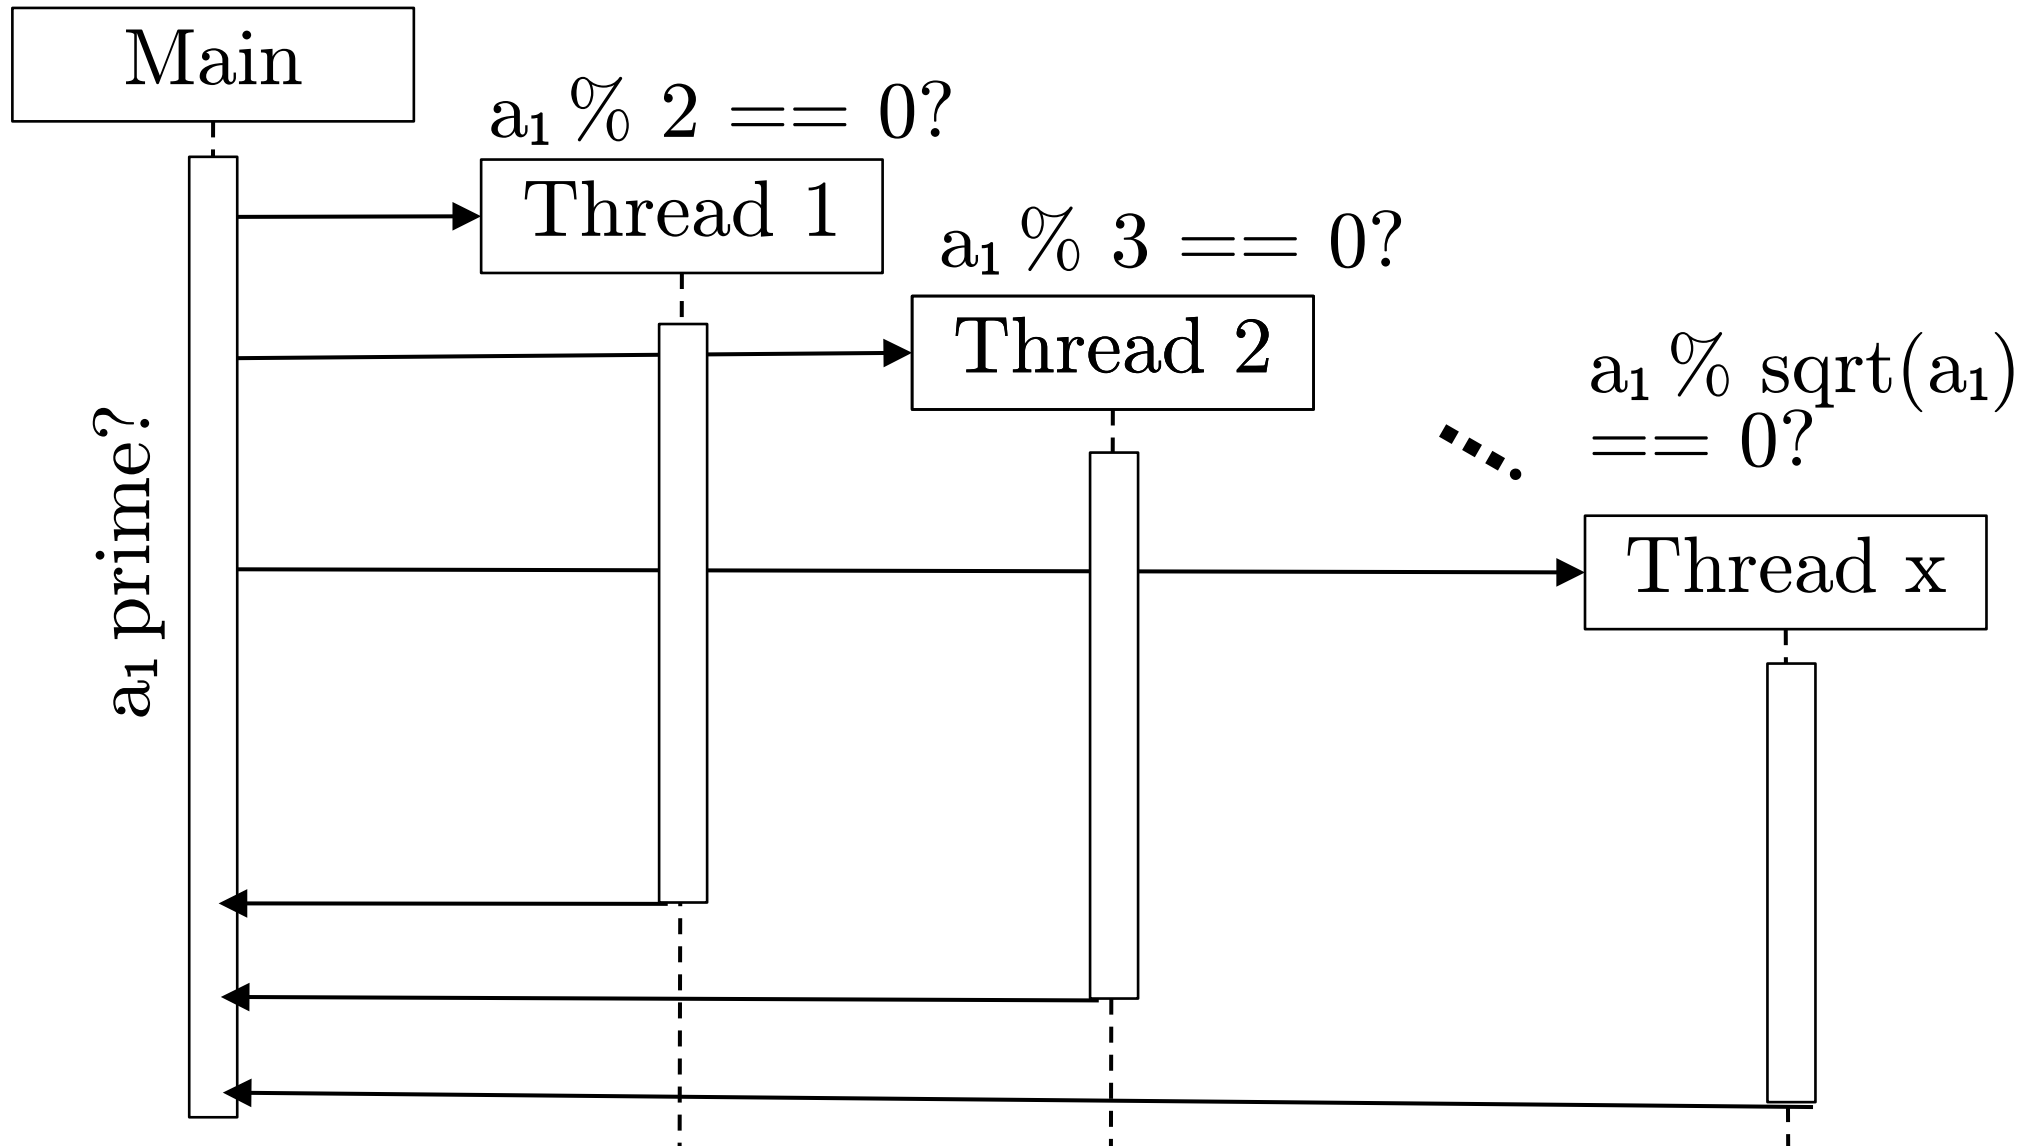 Main
a₁ % 2 == 0?
Thread 1
a₁ % 3 == 0?
Thread 2
a₁ % sqrt(a₁)
== 0?
Thread x
a₁ prime?